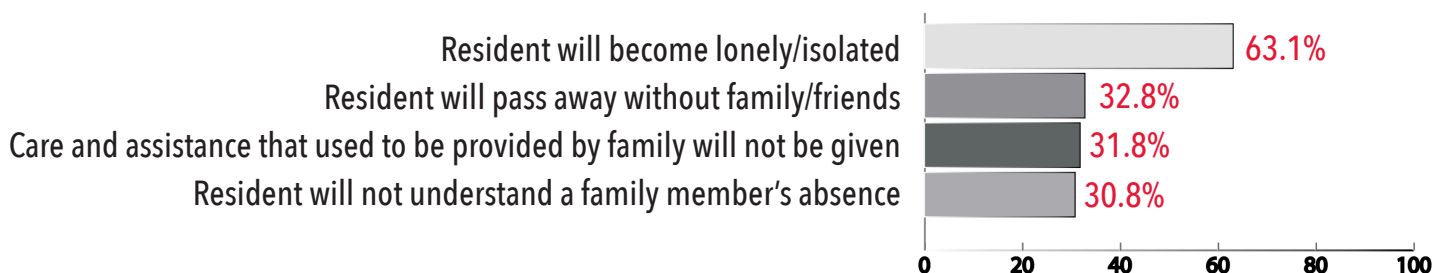 Resident will become lonely/isolated 63.1%
Resident will pass away without family/friends 32.8%
Care and assistance that used to be provided by family will not be given 31.8%
Resident will not understand a family member’s absence 30.8%
0 20 40 60 80 100